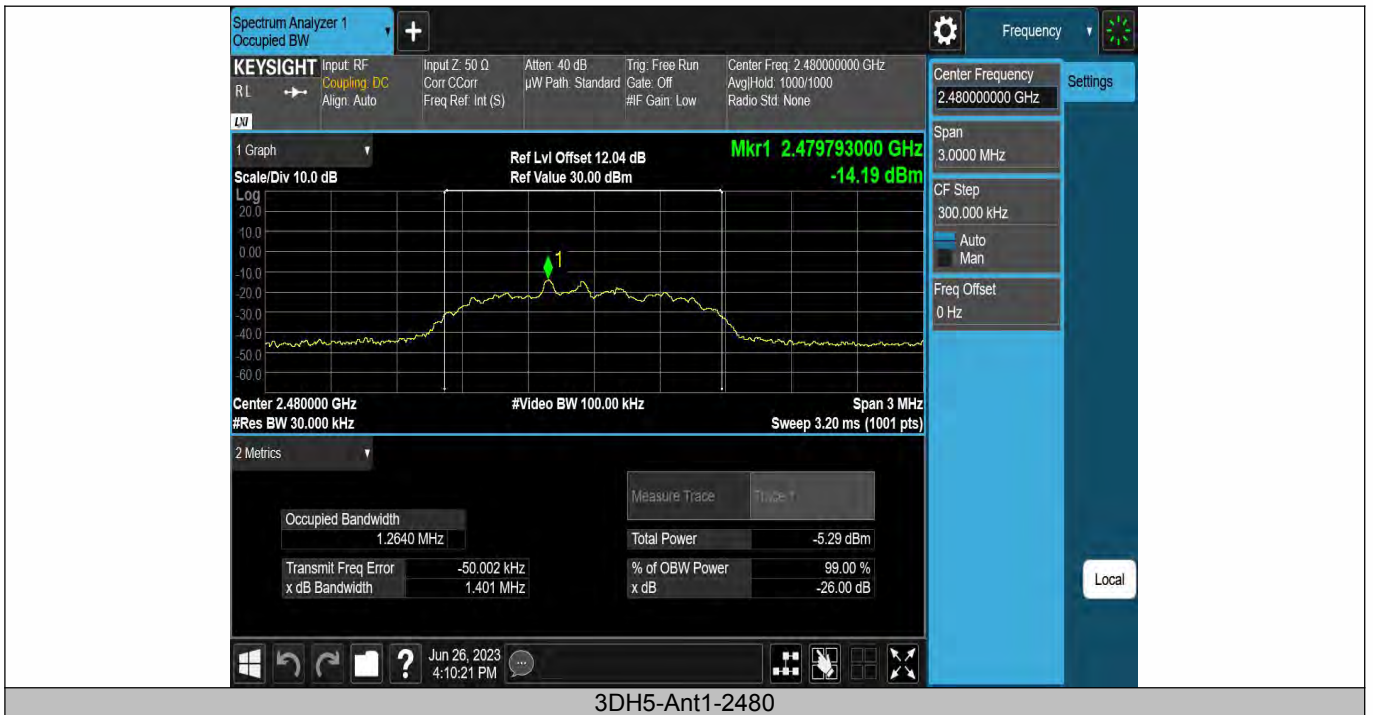 Spectrum Analyzer 1
Occupied BW
Frequency
KEYSIGHT
RL
LXI
Input: RF
Coupling: DC
Align: Auto
Input Z: 50 Ω
Corr CCorr
Freq Ref: Int (S)
Atten: 40 dB
µW Path: Standard
Trig: Free Run
Gate: Off
#IF Gain: Low
Center Freq: 2.480000000 GHz
Avg|Hold: 1000/1000
Radio Std: None
Center Frequency
2.480000000 GHz
Settings
Span
3.0000 MHz
CF Step
300.000 kHz
Auto
Man
Freq Offset
0 Hz
1 Graph
Scale/Div 10.0 dB
Ref Lvl Offset 12.04 dB
Ref Value 30.00 dBm
Mkr1 2.479793000 GHz
-14.19 dBm
Log
20.0
10.0
0.00
-10.0
-20.0
-30.0
-40.0
-50.0
-60.0
1
Center 2.480000 GHz
#Res BW 30.000 kHz
#Video BW 100.00 kHz
Span 3 MHz
Sweep 3.20 ms (1001 pts)
2 Metrics
Measure Trace
Trace 1
Occupied Bandwidth
1.2640 MHz
Total Power
-5.29 dBm
Transmit Freq Error
-50.002 kHz
% of OBW Power
99.00 %
x dB Bandwidth
1.401 MHz
x dB
-26.00 dB
Local
?
Jun 26, 2023
4:10:21 PM
3DH5-Ant1-2480